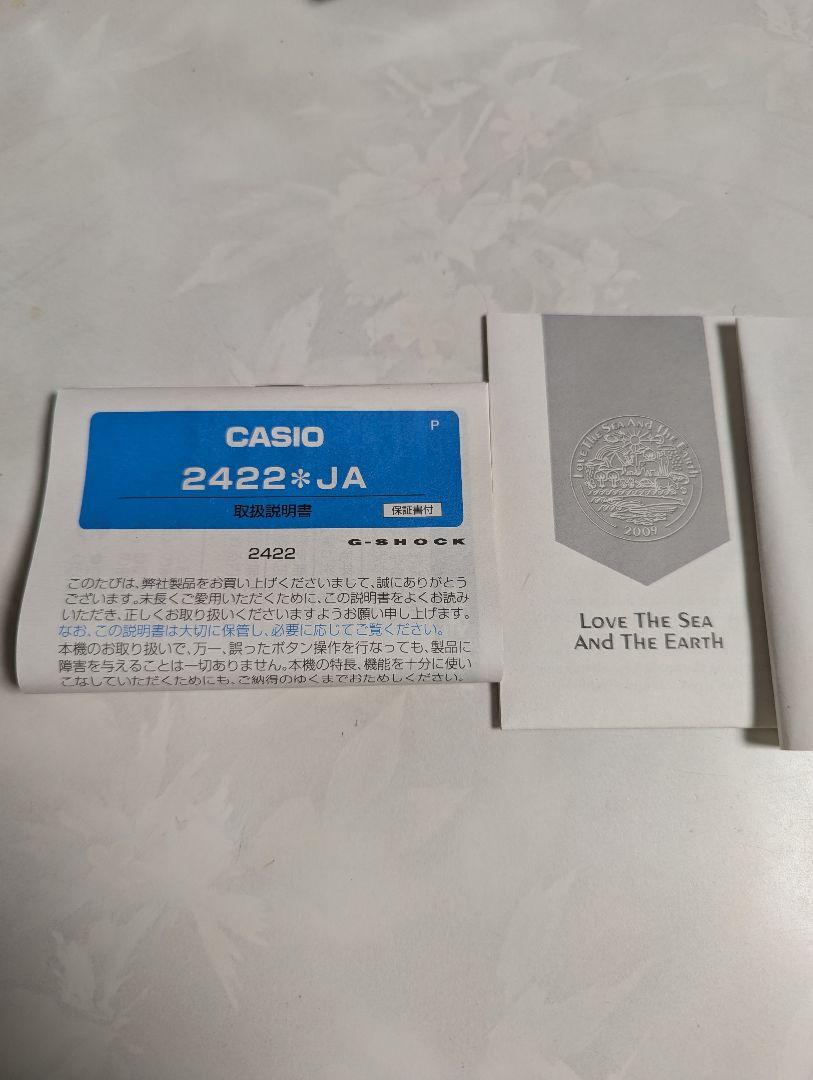 CASIO
P
2422*JA
取扱説明書
保証書付
G-SHOCK
2422
このたびは、弊社製品をお買い上げくださいまして、誠にありがとう
ございます。末長くご愛用いただくために、この説明書をよくお読み
いただき、正しくお取り扱いくださいますようお願い申し上げます。
なお、この説明書は大切に保管し、必要に応じてご覧ください。
本機のお取り扱いで、万一、誤ったボタン操作を行なっても、製品に
障害を与えることは一切ありません。本機の特長、機能を十分に使い
こなしていただくためにも、ご納得のゆくまでおためしください。
Love The Sea And The Earth
2009
LOVE THE SEA
AND THE EARTH